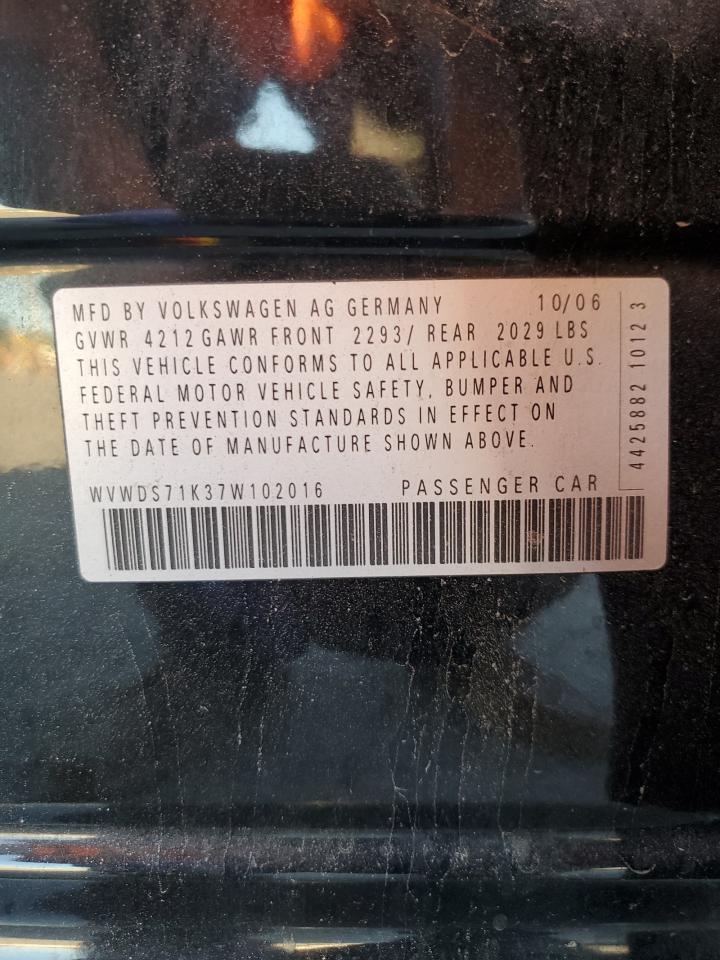 MFD BY VOLKSWAGEN AG GERMANY 10/06
GVWR 4212 GAWR FRONT 2293/ REAR 2029 LBS
THIS VEHICLE CONFORMS TO ALL APPLICABLE U.S.
FEDERAL MOTOR VEHICLE SAFETY, BUMPER AND
THEFT PREVENTION STANDARDS IN EFFECT ON
THE DATE OF MANUFACTURE SHOWN ABOVE.
WVWDS71K37W102016 PASSENGER CAR
4425882 1012 3